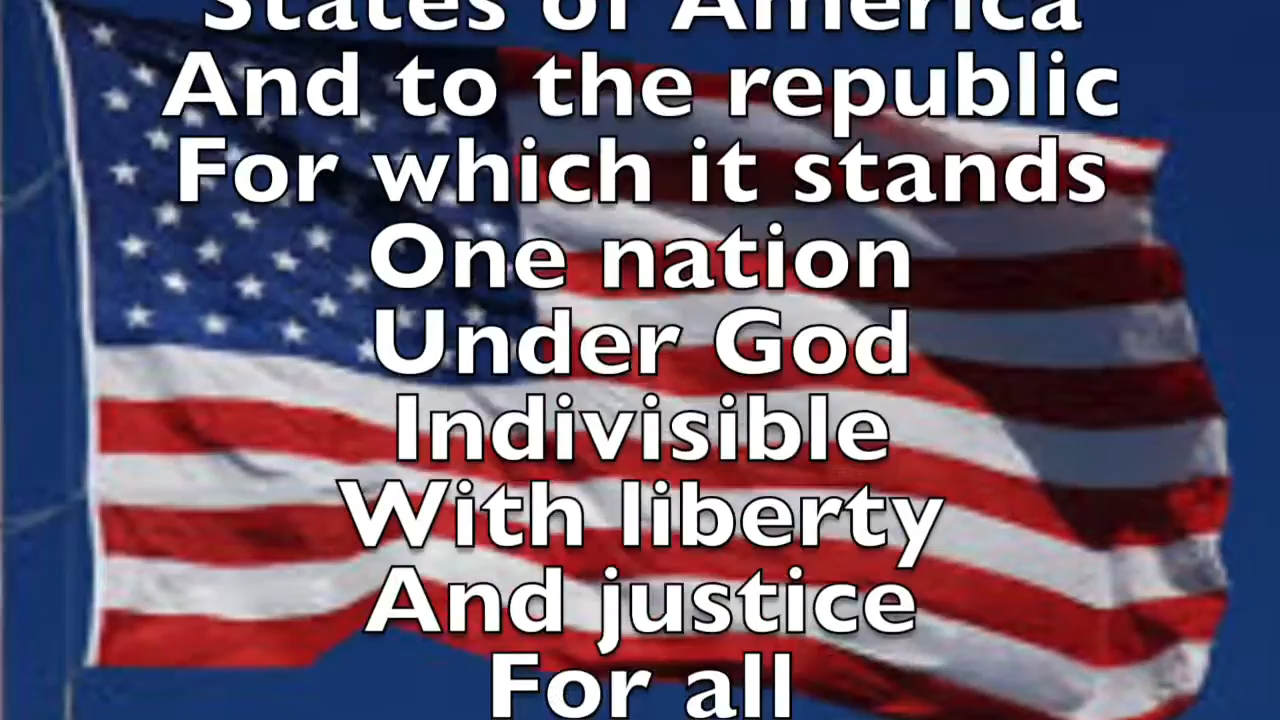 States of America
And to the republic
For which it stands
One nation
Under God
Indivisible
With liberty
And justice
For all